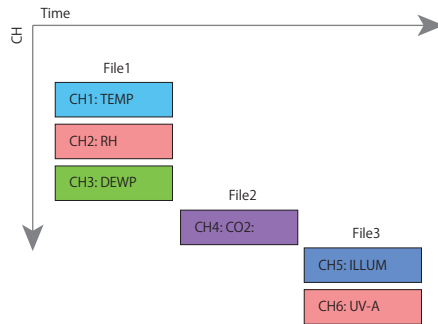 Time
CH
File1
CH1: TEMP
CH2: RH
CH3: DEWP
File2
CH4: CO2:
File3
CH5: ILLUM
CH6: UV-A